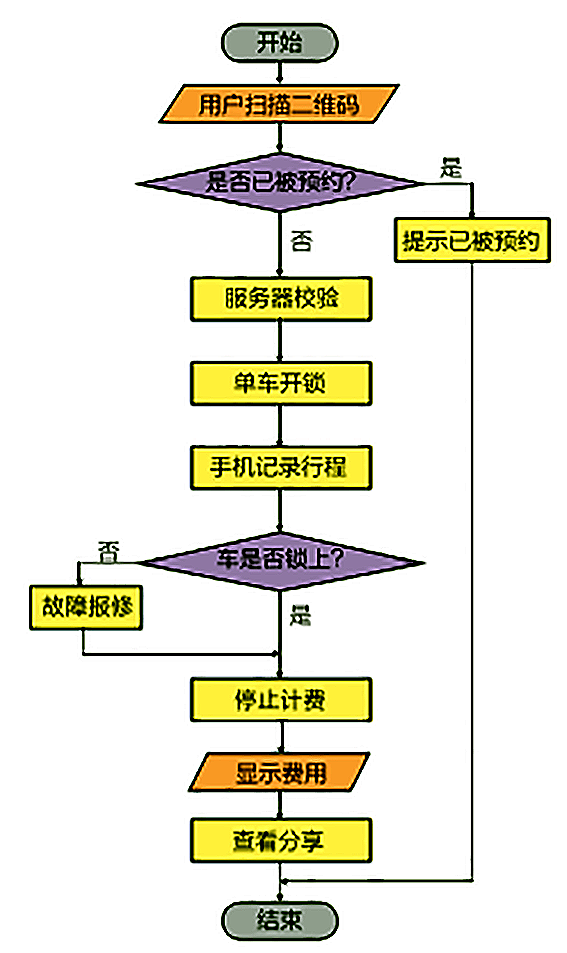 开始
用户扫描二维码
是否已被预约?
是
提示已被预约
否
服务器校验
单车开锁
手机记录行程
车是否锁上?
否
故障报修
是
停止计费
显示费用
查看分享
结束